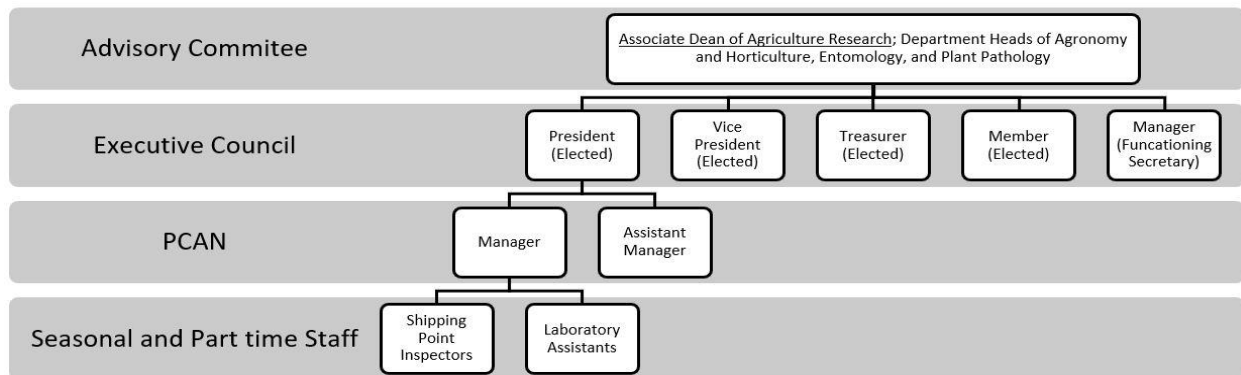 Advisory Commitee
Associate Dean of Agriculture Research; Department Heads of Agronomy
and Horticulture, Entomology, and Plant Pathology
Executive Council
President
(Elected)
Vice
President
(Elected)
Treasurer
(Elected)
Member
(Elected)
Manager
(Funcationing
Secretary)
PCAN
Manager
Assistant
Manager
Seasonal and Part time Staff
Shipping
Point
Inspectors
Laboratory
Assistants